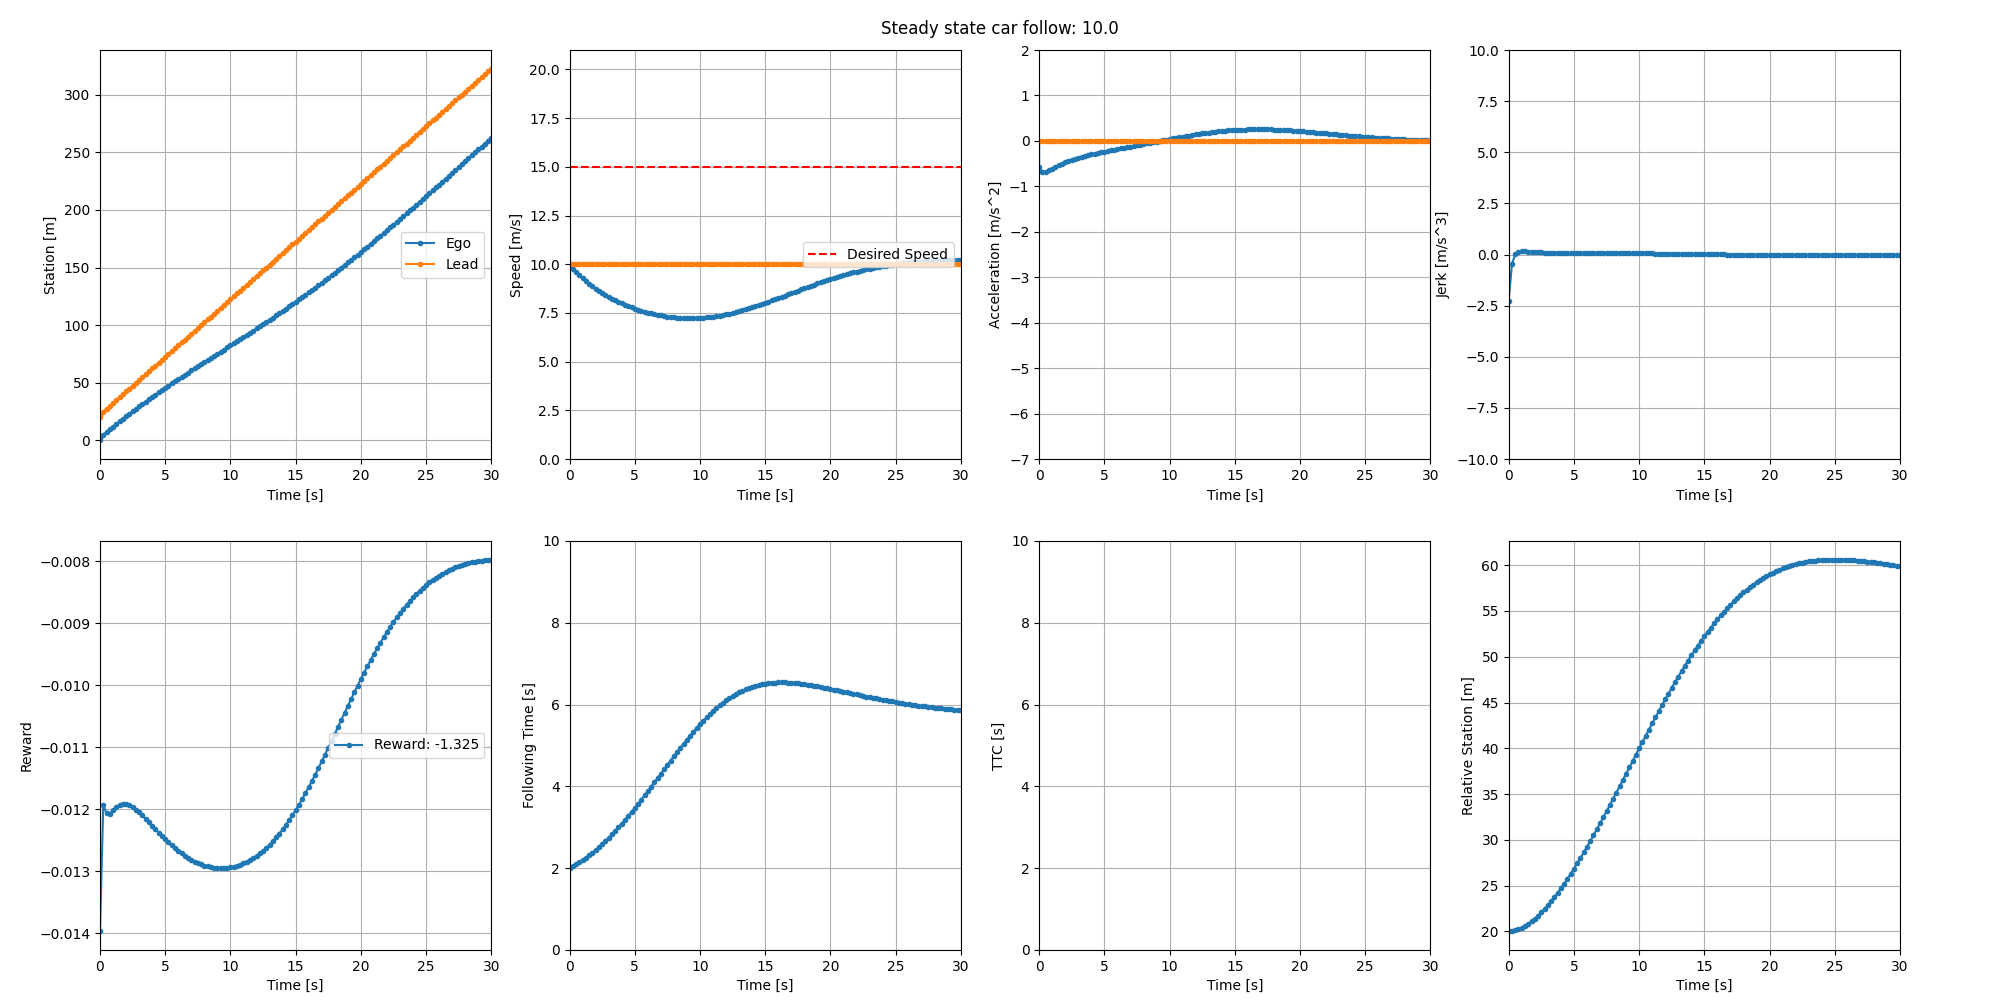 Steady state car follow: 10.0
Station [m]
300
250
200
150
100
50
0
Ego
Lead
0 5 10 15 20 25 30
Time [s]
Speed [m/s]
20.0
17.5
15.0
12.5
10.0
7.5
5.0
2.5
0.0
Desired Speed
0 5 10 15 20 25 30
Time [s]
Acceleration [m/s^2]
2
1
0
−1
−2
−3
−4
−5
−6
−7
0 5 10 15 20 25 30
Time [s]
Jerk [m/s^3]
10.0
7.5
5.0
2.5
0.0
−2.5
−5.0
−7.5
−10.0
0 5 10 15 20 25 30
Time [s]
Reward
−0.008
−0.009
−0.010
−0.011
−0.012
−0.013
−0.014
Reward: -1.325
0 5 10 15 20 25 30
Time [s]
Following Time [s]
10
8
6
4
2
0
0 5 10 15 20 25 30
Time [s]
TTC [s]
10
8
6
4
2
0
0 5 10 15 20 25 30
Time [s]
Relative Station [m]
60
55
50
45
40
35
30
25
20
0 5 10 15 20 25 30
Time [s]